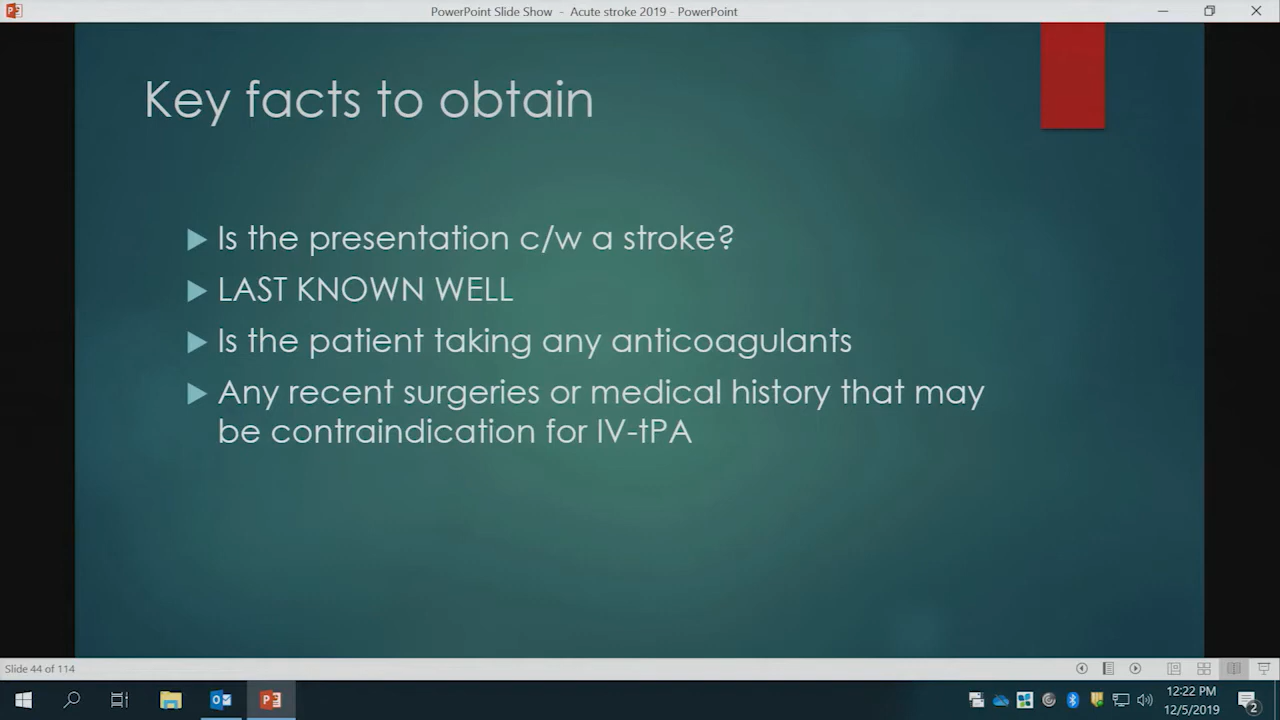 PowerPoint Slide Show - Acute stroke 2019 - PowerPoint
Key facts to obtain
Is the presentation c/w a stroke?
LAST KNOWN WELL
Is the patient taking any anticoagulants
Any recent surgeries or medical history that may
be contraindication for IV-tPA
Slide 44 of 114
12:22 PM
12/5/2019
2